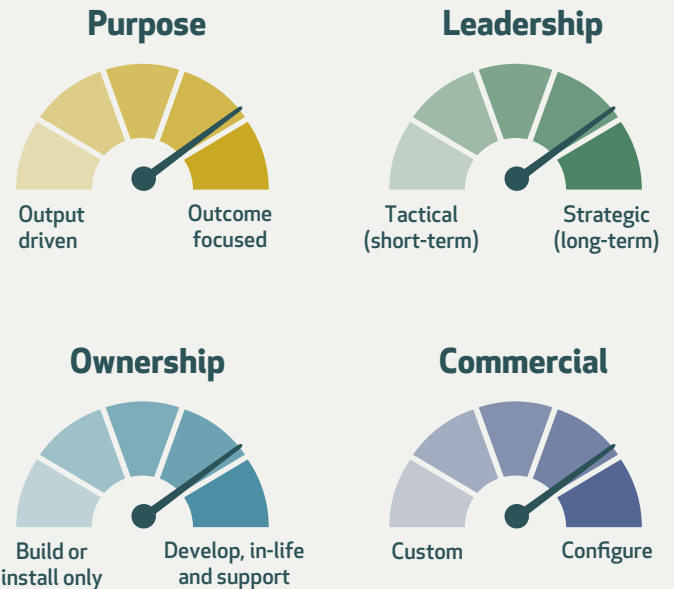 Purpose
Leadership
Output
driven
Outcome
focused
Tactical
(short-term)
Strategic
(long-term)
Ownership
Commercial
Build or
install only
Develop, in-life
and support
Custom
Configure